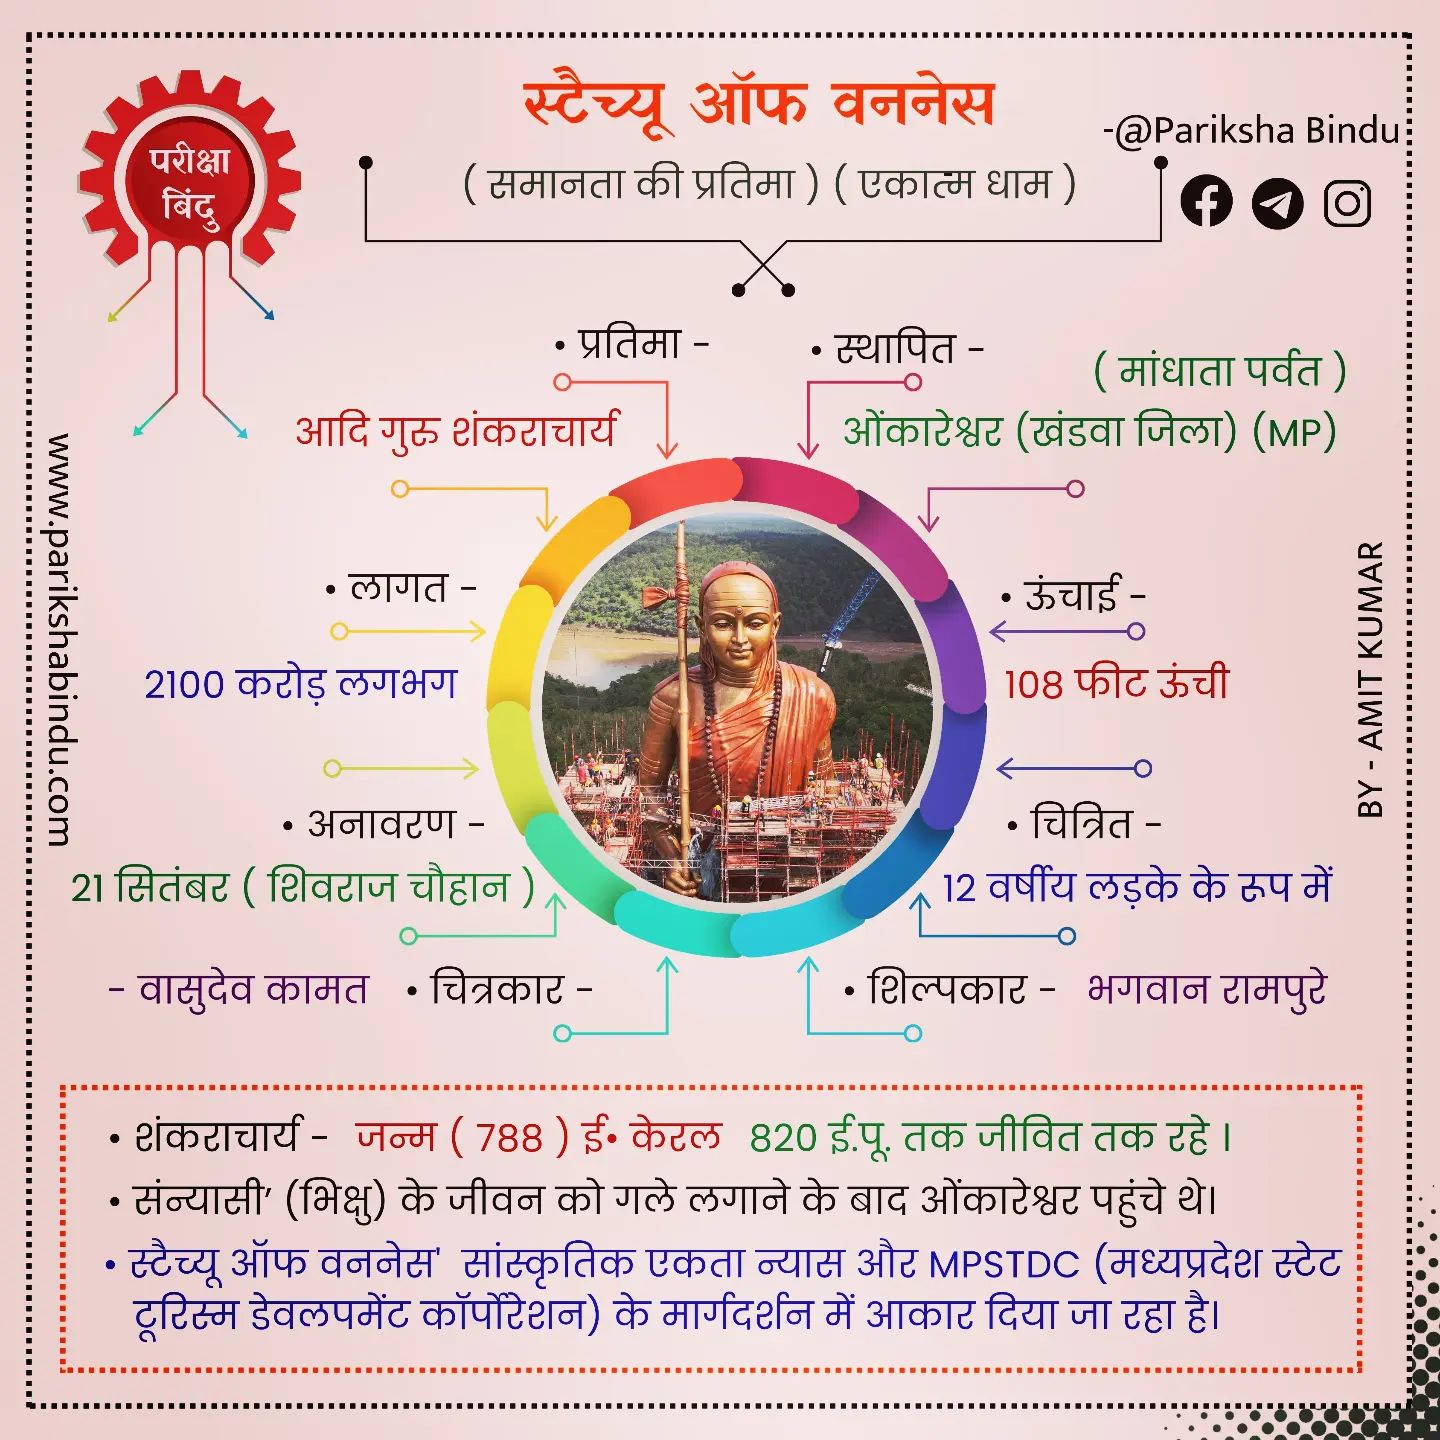 परीक्षा
बिंदु
स्टैच्यू ऑफ वननेस
-@Pariksha Bindu
( समानता की प्रतिमा ) ( एकात्म धाम )
• प्रतिमा -
आदि गुरु शंकराचार्य
• स्थापित -
( मांधाता पर्वत )
ओंकारेश्वर (खंडवा जिला) (MP)
• लागत -
2100 करोड़ लगभग
• ऊंचाई -
108 फीट ऊंची
• अनावरण -
21 सितंबर ( शिवराज चौहान )
• चित्रित -
12 वर्षीय लड़के के रूप में
• चित्रकार -
- वासुदेव कामत
• शिल्पकार - भगवान रामपुरे
www.parikshabindu.com
BY - AMIT KUMAR
• शंकराचार्य - जन्म ( 788 ) ई• केरल 820 ई.पू. तक जीवित तक रहे ।
• संन्यासी’ (भिक्षु) के जीवन को गले लगाने के बाद ओंकारेश्वर पहुंचे थे।
• स्टैच्यू ऑफ वननेस' सांस्कृतिक एकता न्यास और MPSTDC (मध्यप्रदेश स्टेट
टूरिस्म डेवलपमेंट कॉर्पोरेशन) के मार्गदर्शन में आकार दिया जा रहा है।